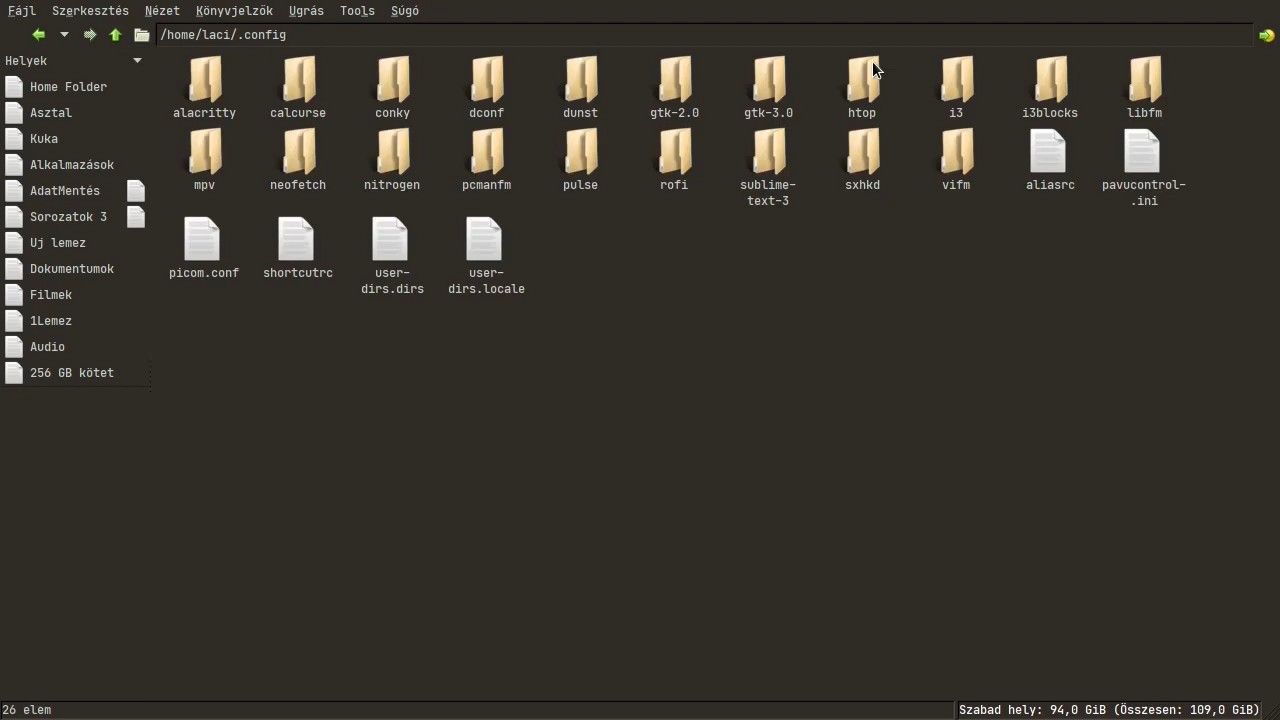 Fájl Szerkesztés Nézet Könyvjelzők Ugrás Tools Súgó
/home/laci/.config
Helyek
Home Folder
Asztal
Kuka
Alkalmazások
AdatMentés
Sorozatok 3
Uj lemez
Dokumentumok
Filmek
1Lemez
Audio
256 GB kötet
alacritty calcurse conky dconf dunst gtk-2.0 gtk-3.0 htop i3 i3blocks libfm
mpv neofetch nitrogen pcmanfm pulse rofi sublime- sxhkd vifm aliasrc pavucontrol-
text-3 .ini
picom.conf shortcutrc user- user-
dirs.dirs dirs.locale
26 elem
Szabad hely: 94,0 GiB (Összesen: 109,0 GiB)